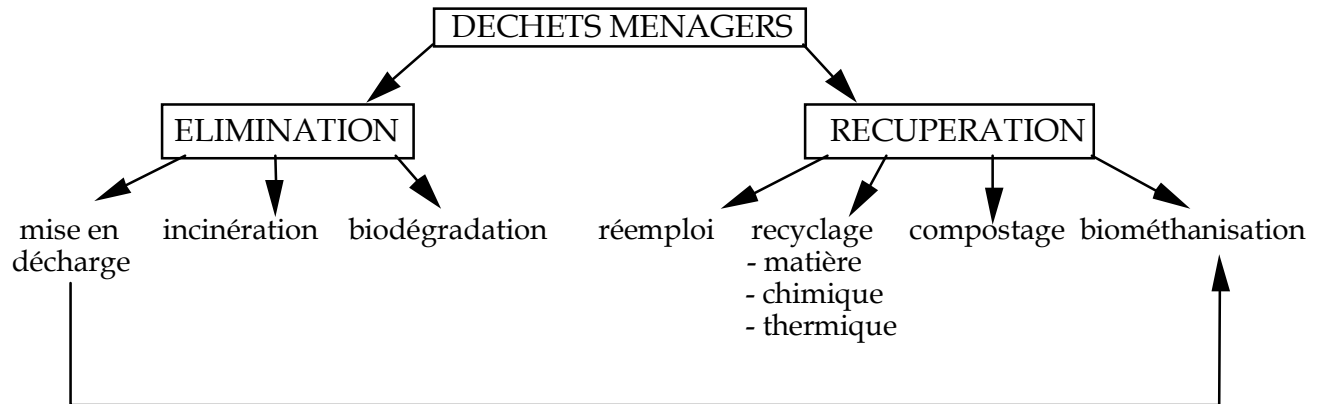 DECHETS MENAGERS
ELIMINATION
RECUPERATION
mise en
décharge
incinération
biodégradation
réemploi
recyclage
- matière
- chimique
- thermique
compostage
biométhanisation